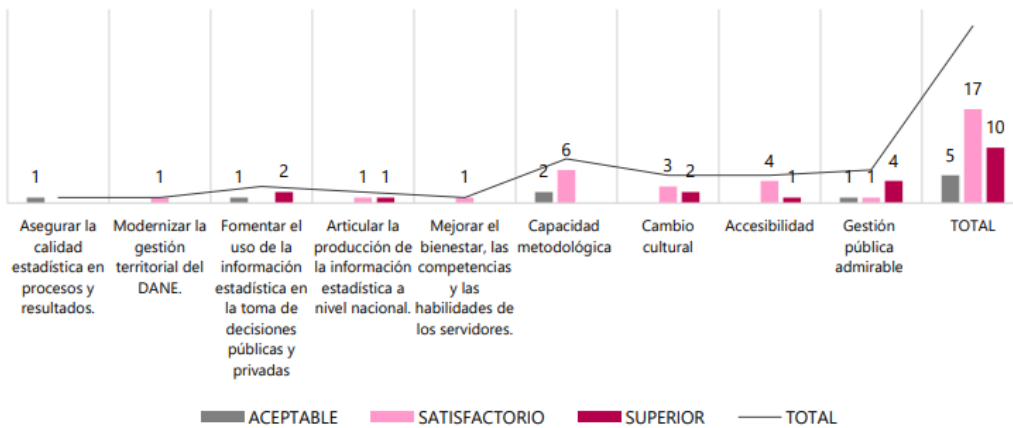 17
10
6
5
4
4
3
2
2
2
1
1
1
1
1
1
1
1
1
Asegurar la
calidad
estadística en
procesos y
resultados.
Modernizar la
gestión
territorial del
DANE.
Fomentar el
uso de la
información
estadística en
la toma de
decisiones
públicas y
privadas
Articular la
producción de
la información
estadística a
nivel nacional.
Mejorar el
bienestar, las
competencias
y las
habilidades de
los servidores.
Capacidad
metodológica
Cambio
cultural
Accesibilidad
Gestión
pública
admirable
TOTAL
ACEPTABLE
SATISFACTORIO
SUPERIOR
TOTAL